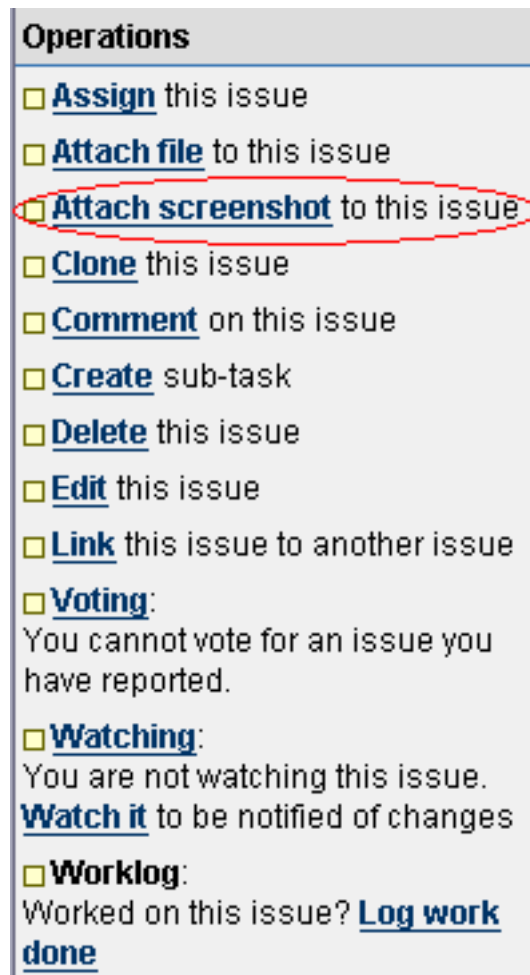 Operations
Assign this issue
Attach file to this issue
Attach screenshot to this issue
Clone this issue
Comment on this issue
Create sub-task
Delete this issue
Edit this issue
Link this issue to another issue
Voting:
You cannot vote for an issue you
have reported.
Watching:
You are not watching this issue.
Watch it to be notified of changes
Worklog:
Worked on this issue? Log work
done